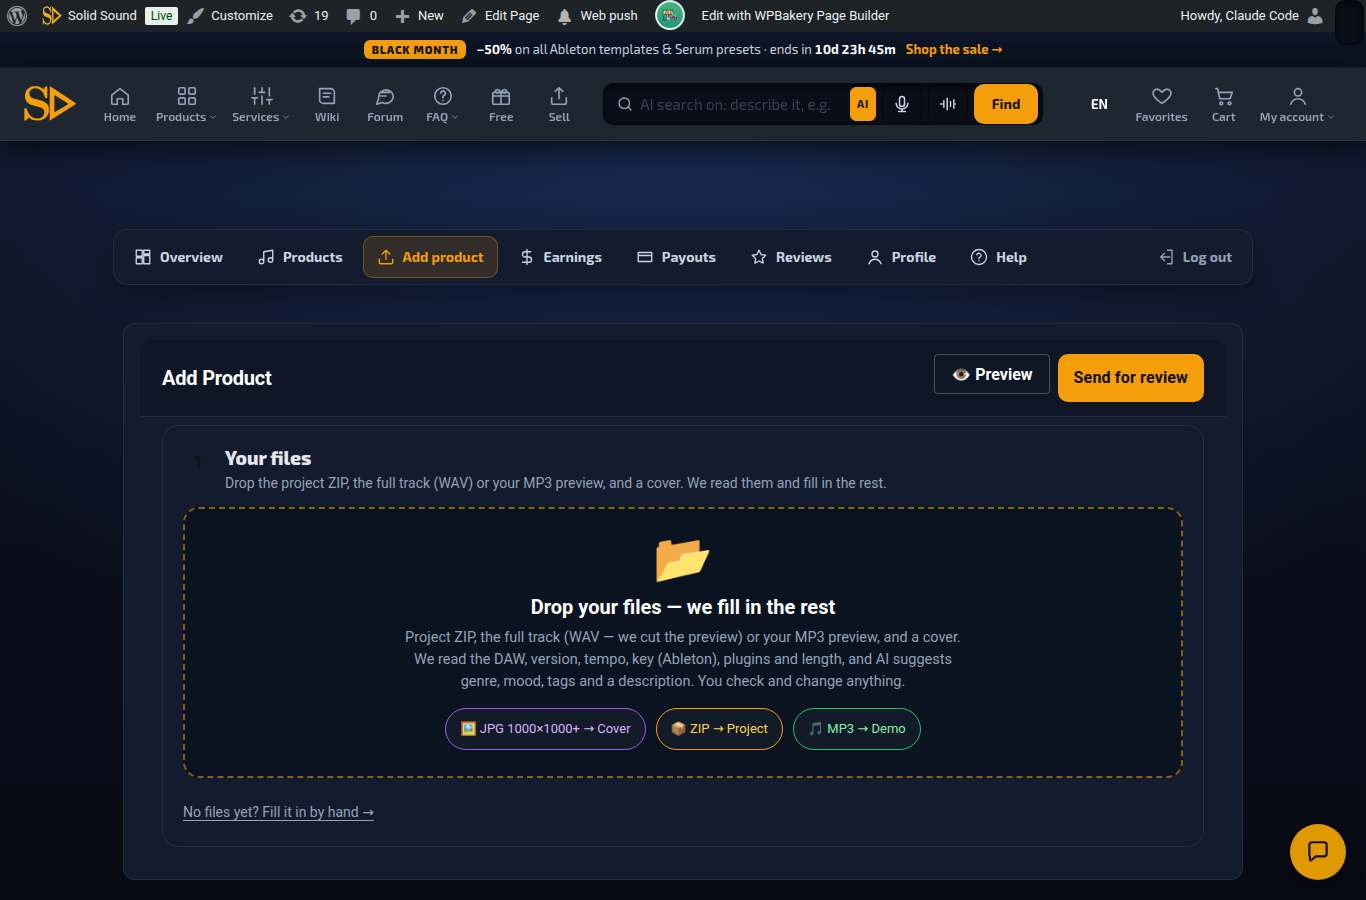 Solid Sound Live Customize 19 0 New Edit Page Web push Edit with WPBakery Page Builder Howdy, Claude Code
BLACK MONTH −50% on all Ableton templates & Serum presets · ends in 10d 23h 45m Shop the sale →
Home Products Services Wiki Forum FAQ Free Sell
AI search on: describe it, e.g. AI Find
EN Favorites Cart My account
Overview Products Add product Earnings Payouts Reviews Profile Help Log out
Add Product
Preview Send for review
Your files
Drop the project ZIP, the full track (WAV) or your MP3 preview, and a cover. We read them and fill in the rest.
Drop your files — we fill in the rest
Project ZIP, the full track (WAV — we cut the preview) or your MP3 preview, and a cover.
We read the DAW, version, tempo, key (Ableton), plugins and length, and AI suggests
genre, mood, tags and a description. You check and change anything.
JPG 1000×1000+ → Cover ZIP → Project MP3 → Demo
No files yet? Fill it in by hand →